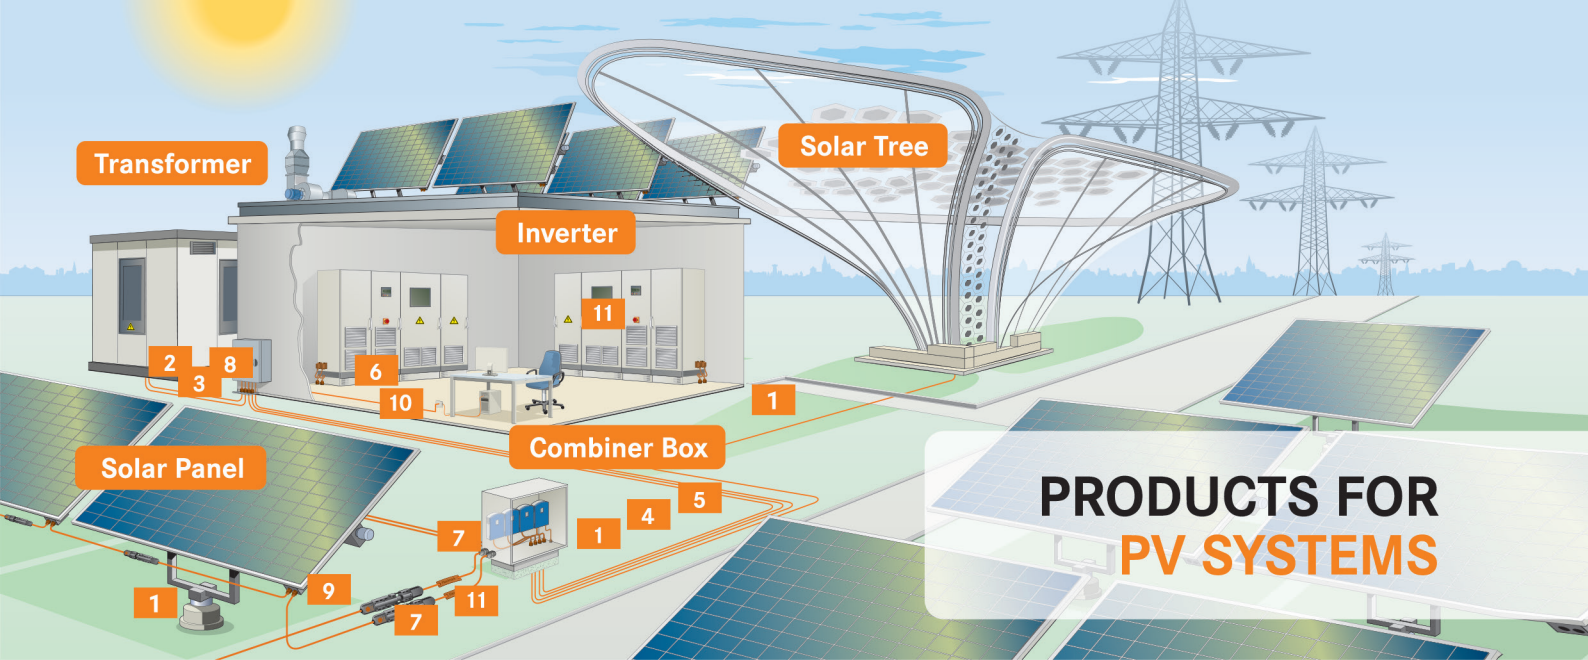 Transformer
Solar Tree
Inverter
11
2
8
3
6
10
1
Combiner Box
Solar Panel
5
4
1
7
PRODUCTS FOR
PV SYSTEMS
9
1
11
7